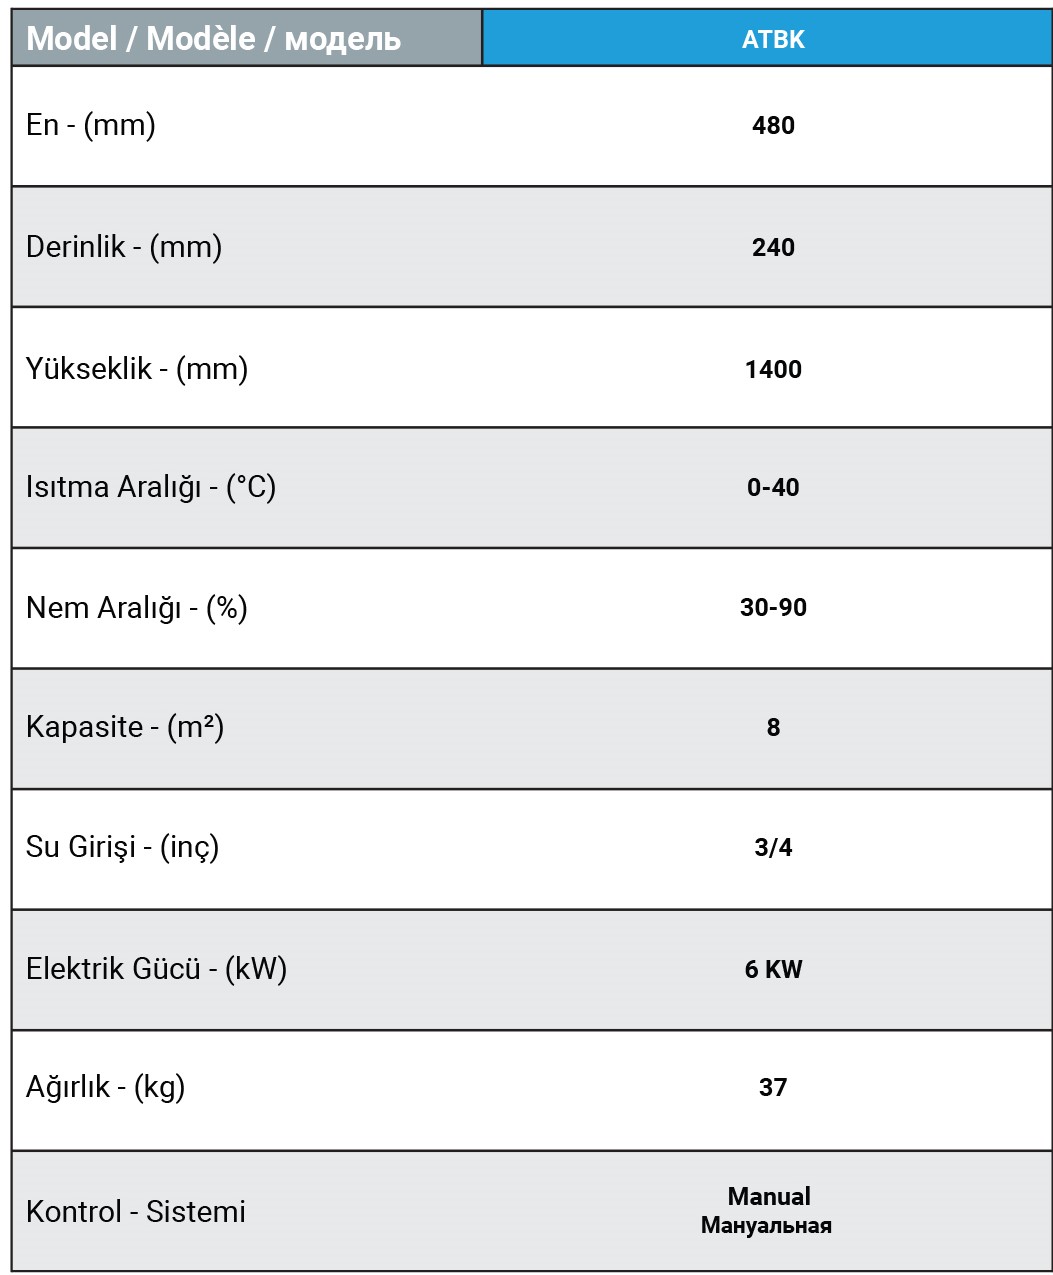 Model / Modèle / модель ATBK
En - (mm) 480
Derinlik - (mm) 240
Yükseklik - (mm) 1400
Isıtma Aralığı - (°C) 0-40
Nem Aralığı - (%) 30-90
Kapasite - (m²) 8
Su Girişi - (inç) 3/4
Elektrik Gücü - (kW) 6 KW
Ağırlık - (kg) 37
Kontrol - Sistemi Manual
Мануальная